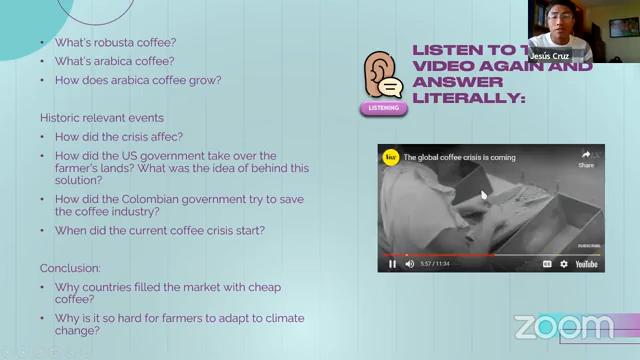 • What's robusta coffee?
• What's arabica coffee?
• How does arabica coffee grow?
Historic relevant events
• How did the crisis affec?
• How did the US government take over the
farmer's lands? What was the idea of behind this
solution?
• How did the Colombian government try to save
the coffee industry?
• When did the current coffee crisis start?
Conclusion:
• Why countries filled the market with cheap
coffee?
• Why is it so hard for farmers to adapt to climate
change?
LISTEN TO T
VIDEO AGAIN AND
ANSWER
LITERALLY:
LISTENING
Jesús Cruz
The global coffee crisis is coming
Share
SUBSCRIBE
5:57 / 11:34
CC
YouTube
zoom